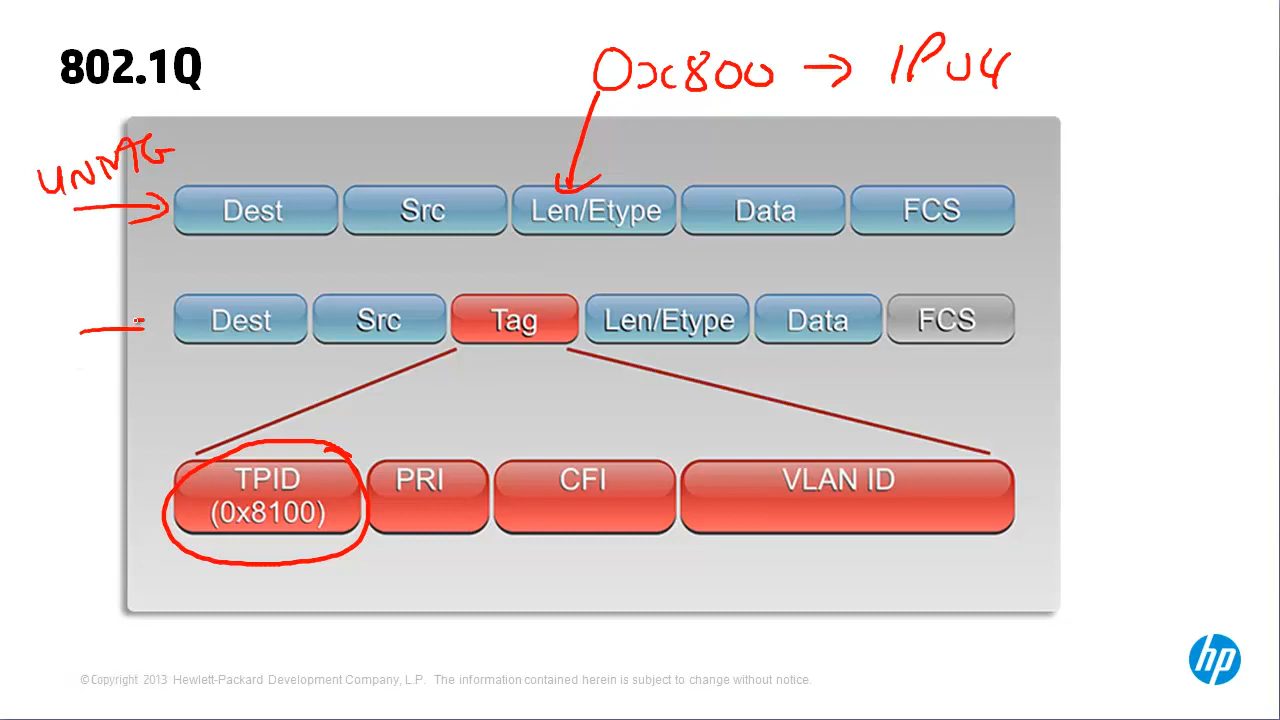 802.1Q
0x800 → IPv4
UNTAG
Dest Src Len/Etype Data FCS
Dest Src Tag Len/Etype Data FCS
TPID PRI CFI VLAN ID
(0x8100)
©Copyright 2013 Hewlett-Packard Development Company, L.P. The information contained herein is subject to change without notice.
hp